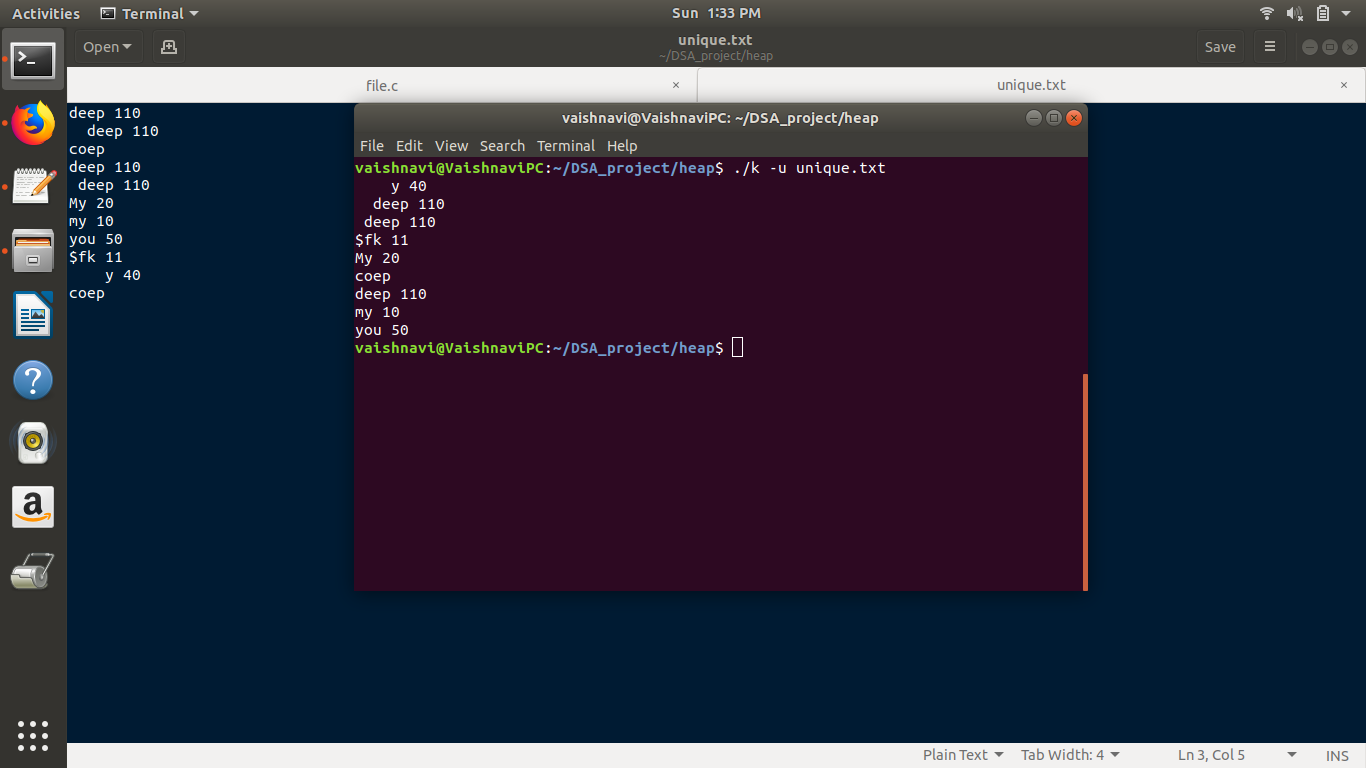 Activities Terminal Sun 1:33 PM
Open unique.txt Save
~/DSA_project/heap
file.c × unique.txt ×
deep 110
  deep 110
coep
deep 110
 deep 110
My 20
my 10
you 50
$fk 11
    y 40
coep
vaishnavi@VaishnaviPC: ~/DSA_project/heap
File Edit View Search Terminal Help
vaishnavi@VaishnaviPC:~/DSA_project/heap$ ./k -u unique.txt
    y 40
  deep 110
 deep 110
$fk 11
My 20
coep
deep 110
my 10
you 50
vaishnavi@VaishnaviPC:~/DSA_project/heap$
a
Plain Text Tab Width: 4 Ln 3, Col 5 INS